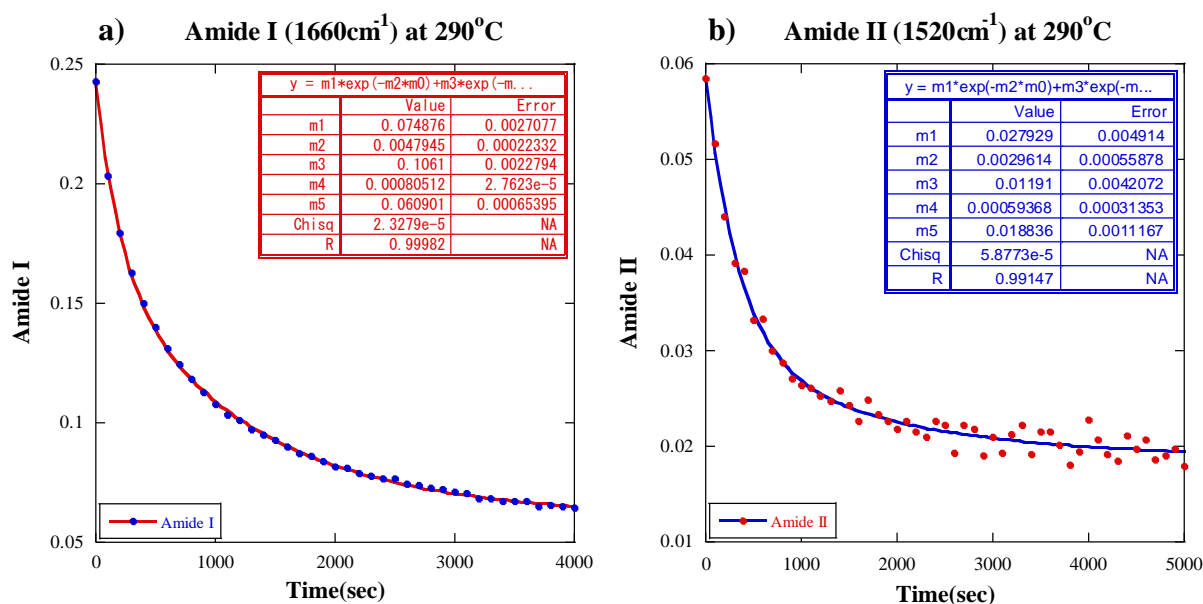 a) Amide I (1660cm⁻¹) at 290°C
0.25
0.2
0.15
0.1
0.05
Amide I
y = m1*exp(-m2*m0)+m3*exp(-m...
Value Error
m1 0.074876 0.0027077
m2 0.0047945 0.00022332
m3 0.1061 0.0022794
m4 0.00080512 2.7623e-5
m5 0.060901 0.00065395
Chisq 2.3279e-5 NA
R 0.99982 NA
Amide I
0 1000 2000 3000 4000
Time(sec)
b) Amide II (1520cm⁻¹) at 290°C
0.06
0.05
0.04
0.03
0.02
0.01
Amide II
y = m1*exp(-m2*m0)+m3*exp(-m...
Value Error
m1 0.027929 0.004914
m2 0.0029614 0.00055878
m3 0.01191 0.0042072
m4 0.00059368 0.00031353
m5 0.018836 0.0011167
Chisq 5.8773e-5 NA
R 0.99147 NA
Amide II
0 1000 2000 3000 4000 5000
Time(sec)